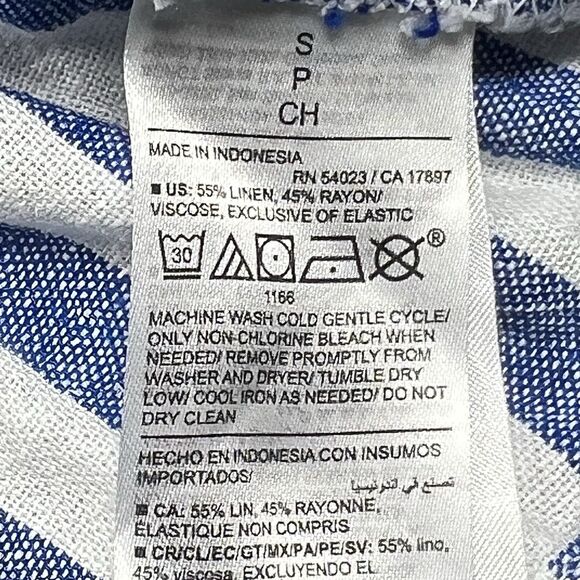 S
P
CH
MADE IN INDONESIA
RN 54023 / CA 17897
■ US: 55% LINEN, 45% RAYON/
VISCOSE, EXCLUSIVE OF ELASTIC
30
®
1166
MACHINE WASH COLD GENTLE CYCLE/
ONLY NON-CHLORINE BLEACH WHEN
NEEDED/ REMOVE PROMPTLY FROM
WASHER AND DRYER/ TUMBLE DRY
LOW/ COOL IRON AS NEEDED/ DO NOT
DRY CLEAN
HECHO EN INDONESIA CON INSUMOS
IMPORTADOS/ تصنع في اندونيسيا
■ CA: 55% LIN, 45% RAYONNE,
ÉLASTIQUE NON COMPRIS
■ CR/CL/EC/GT/MX/PA/PE/SV: 55% lino,
45% viscosa, EXCLUYENDO EL